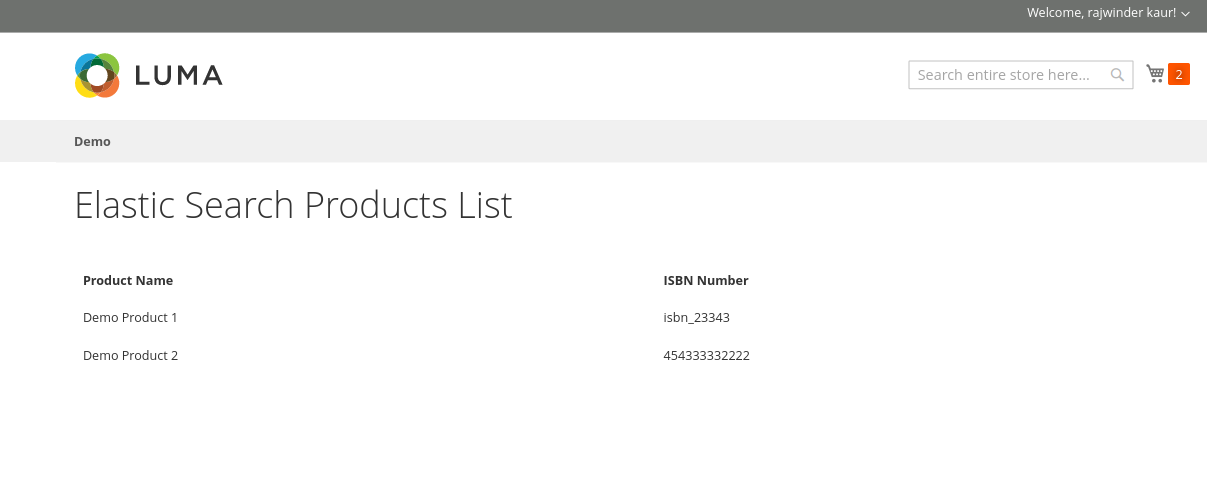 Welcome, rajwinder kaur!
LUMA
Search entire store here...
2
Demo
Elastic Search Products List
Product Name ISBN Number
Demo Product 1 isbn_23343
Demo Product 2 454333332222